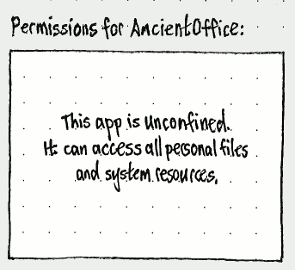 Permissions for AncientOffice:
This app is unconfined.
It can access all personal files
and system resources.